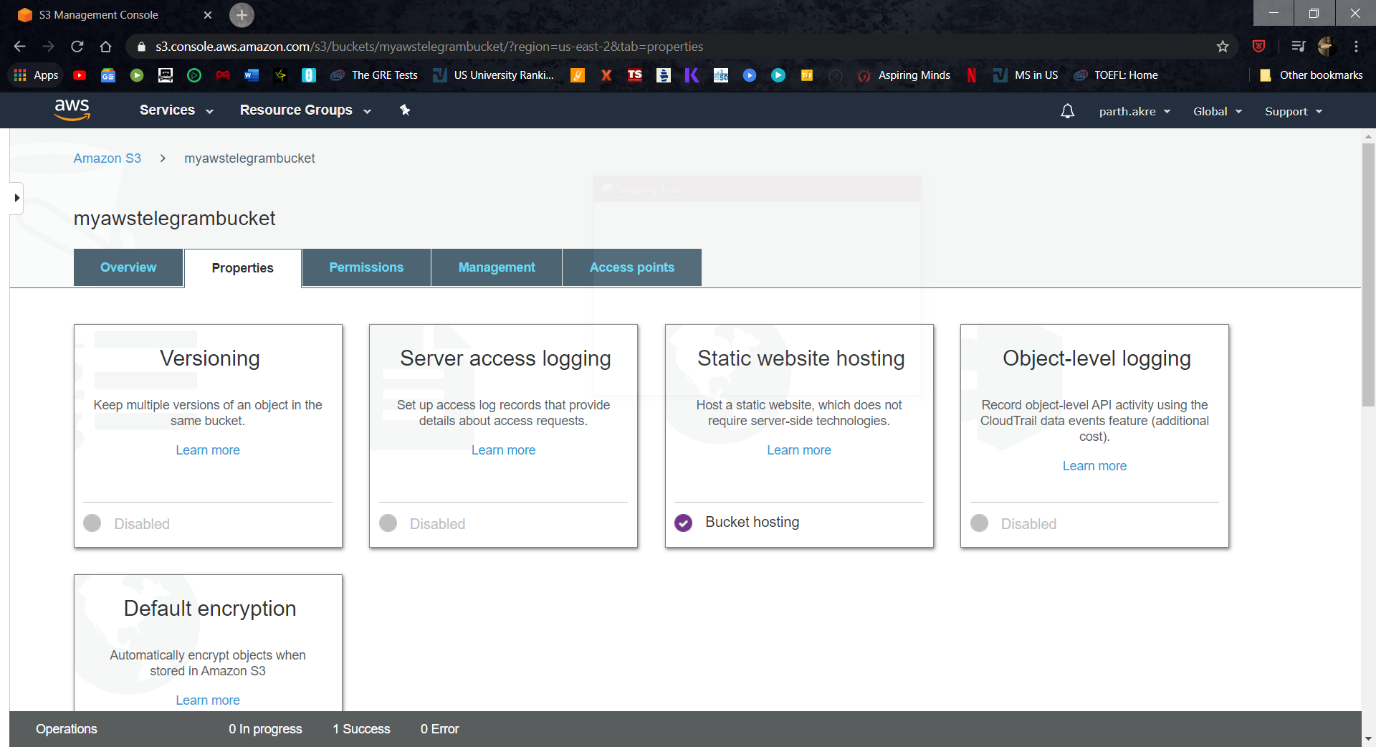 S3 Management Console
s3.console.aws.amazon.com/s3/buckets/myawstelegrambucket/?region=us-east-2&tab=properties
Apps
The GRE Tests
US University Ranki...
Aspiring Minds
MS in US
TOEFL: Home
Other bookmarks
aws
Services
Resource Groups
parth.akre
Global
Support
Amazon S3 > myawstelegrambucket
myawstelegrambucket
Overview
Properties
Permissions
Management
Access points
Versioning
Keep multiple versions of an object in the
same bucket.
Learn more
Disabled
Server access logging
Set up access log records that provide
details about access requests.
Learn more
Disabled
Static website hosting
Host a static website, which does not
require server-side technologies.
Learn more
Bucket hosting
Object-level logging
Record object-level API activity using the
CloudTrail data events feature (additional
cost).
Learn more
Disabled
Default encryption
Automatically encrypt objects when
stored in Amazon S3
Learn more
Operations
0 In progress
1 Success
0 Error